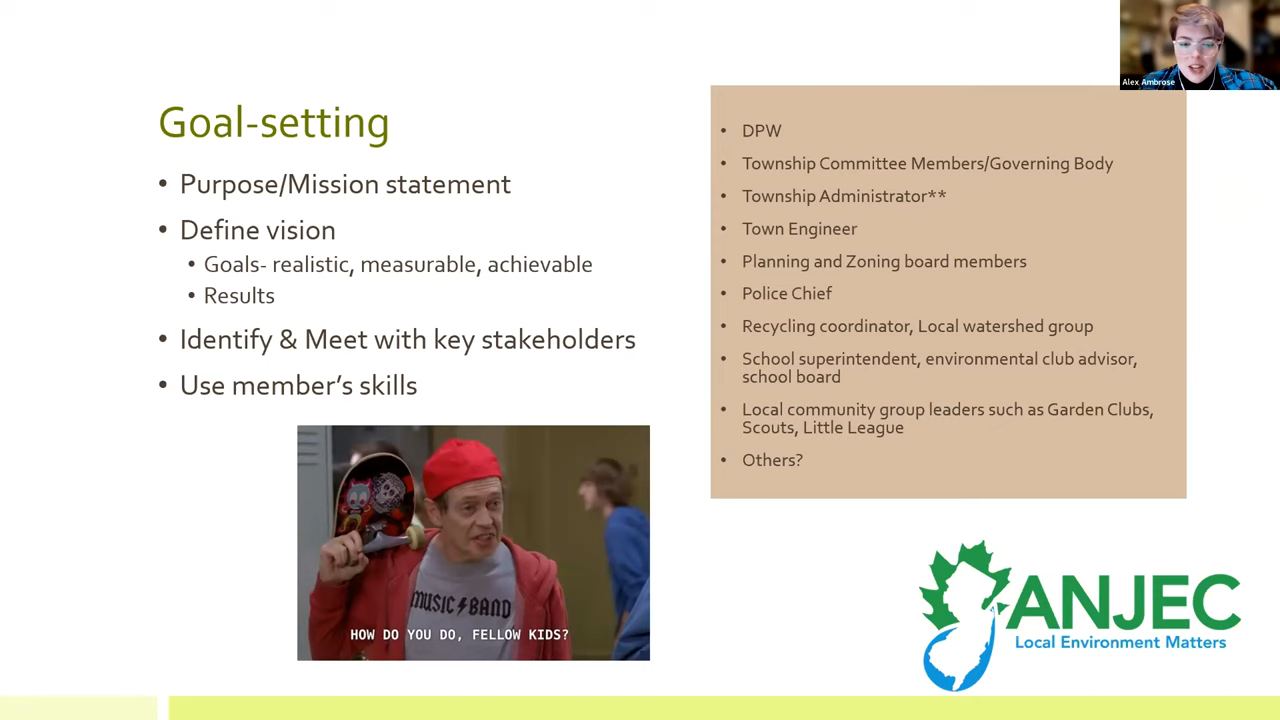 Alex Ambrose
Goal-setting
• Purpose/Mission statement
• Define vision
• Goals- realistic, measurable, achievable
• Results
• Identify & Meet with key stakeholders
• Use member's skills
MUSIC BAND
HOW DO YOU DO, FELLOW KIDS?
• DPW
• Township Committee Members/Governing Body
• Township Administrator**
• Town Engineer
• Planning and Zoning board members
• Police Chief
• Recycling coordinator, Local watershed group
• School superintendent, environmental club advisor,
school board
• Local community group leaders such as Garden Clubs,
Scouts, Little League
• Others?
ANJEC
Local Environment Matters